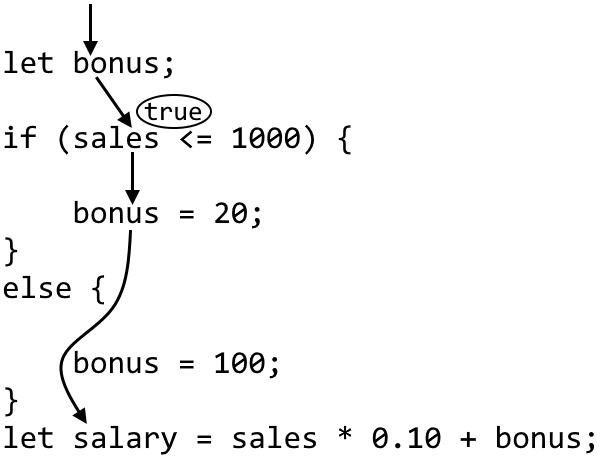 let bonus;
true
if (sales <= 1000) {
    bonus = 20;
}
else {
    bonus = 100;
}
let salary = sales * 0.10 + bonus;